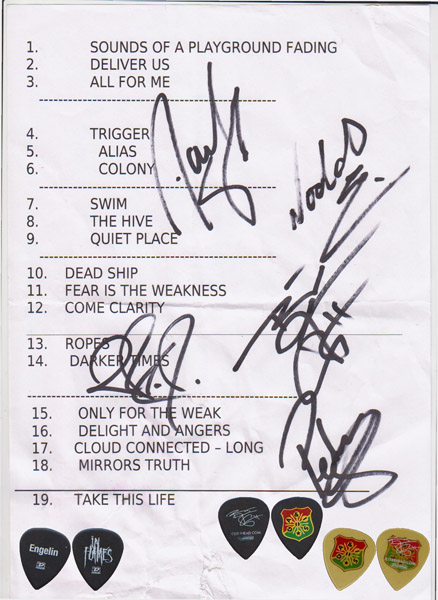 1. SOUNDS OF A PLAYGROUND FADING
2. DELIVER US
3. ALL FOR ME
4. TRIGGER
5. ALIAS
6. COLONY
7. SWIM
8. THE HIVE
9. QUIET PLACE
10. DEAD SHIP
11. FEAR IS THE WEAKNESS
12. COME CLARITY
13. ROPES
14. DARKER TIMES
15. ONLY FOR THE WEAK
16. DELIGHT AND ANGERS
17. CLOUD CONNECTED – LONG
18. MIRRORS TRUTH
19. TAKE THIS LIFE
Engelin
IN FLAMES